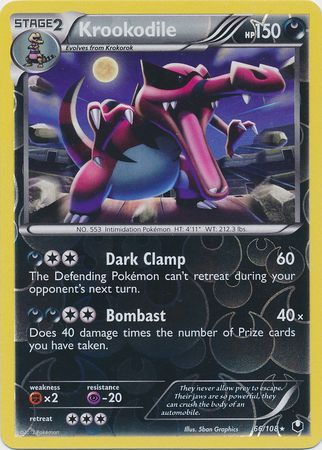 STAGE2 Krookodile HP150
Evolves from Krokorok
NO. 553 Intimidation Pokémon HT: 4'11" WT: 212.3 lbs.
Dark Clamp 60
The Defending Pokémon can't retreat during your
opponent's next turn.
Bombast 40×
Does 40 damage times the number of Prize cards
you have taken.
weakness resistance
×2 -20
retreat
They never allow prey to escape.
Their jaws are so powerful, they
can crush the body of an
automobile.
Illus. 5ban Graphics 66/108